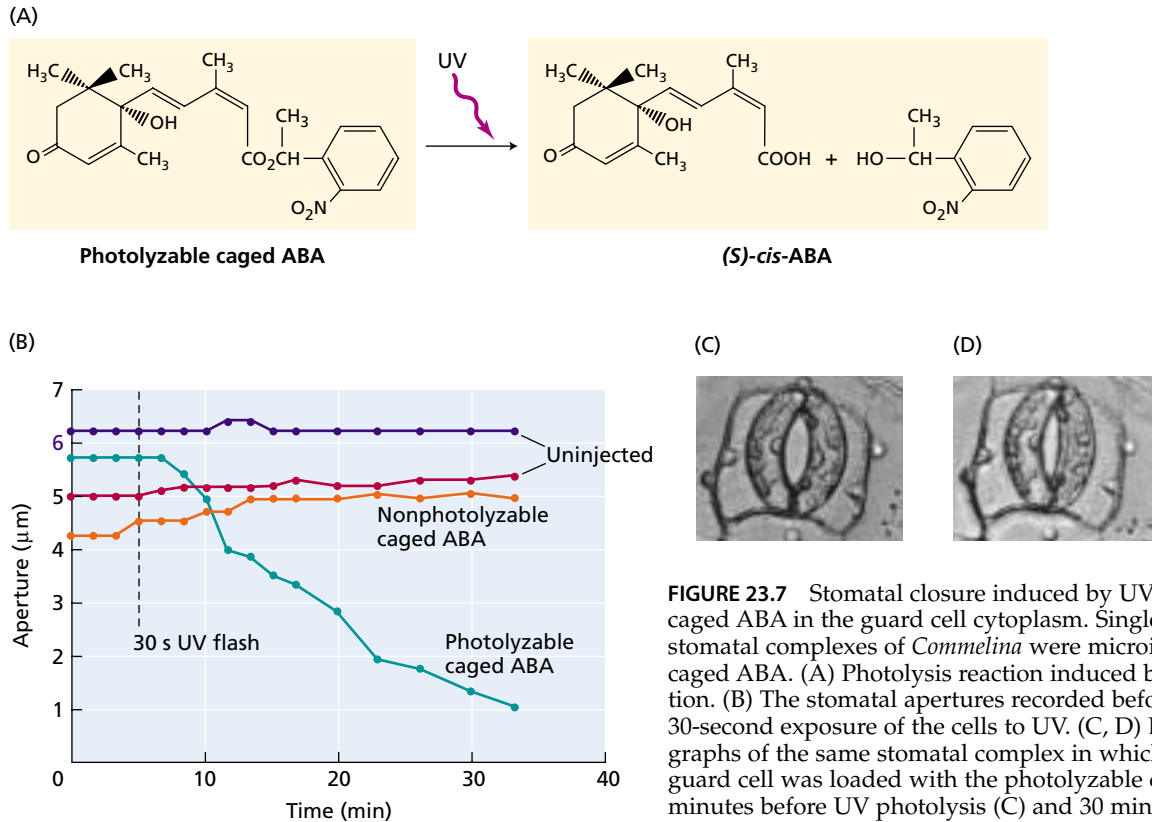 (A)
H₃C CH₃ CH₃ OH O CH₃ CO₂CH CH₃ O₂N
UV
H₃C CH₃ CH₃ OH O CH₃ COOH + HO—CH CH₃ O₂N
Photolyzable caged ABA
(S)-cis-ABA
(B)
Aperture (μm)
7
6
5
4
3
2
1
0 10 20 30 40
Time (min)
Uninjected
Nonphotolyzable
caged ABA
30 s UV flash
Photolyzable
caged ABA
(C)
(D)
FIGURE 23.7 Stomatal closure induced by UV
caged ABA in the guard cell cytoplasm. Single
stomatal complexes of Commelina were microi
caged ABA. (A) Photolysis reaction induced b
tion. (B) The stomatal apertures recorded befo
30-second exposure of the cells to UV. (C, D)
graphs of the same stomatal complex in which
guard cell was loaded with the photolyzable
minutes before UV photolysis (C) and 30 min